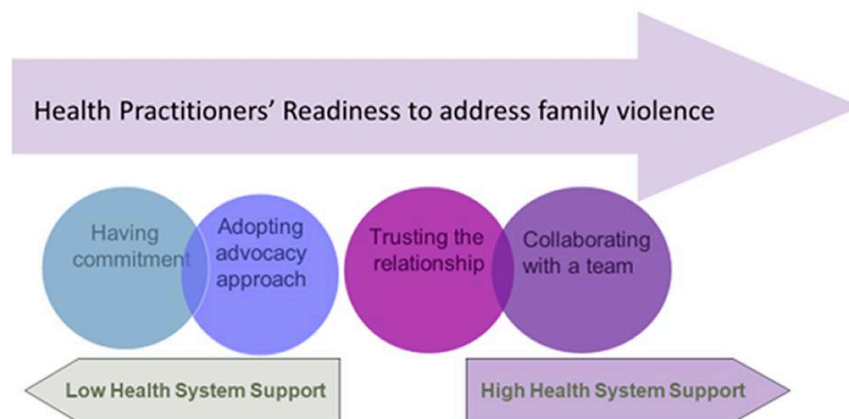 Health Practitioners' Readiness to address family violence
Having
commitment
Adopting
advocacy
approach
Trusting the
relationship
Collaborating
with a team
Low Health System Support
High Health System Support